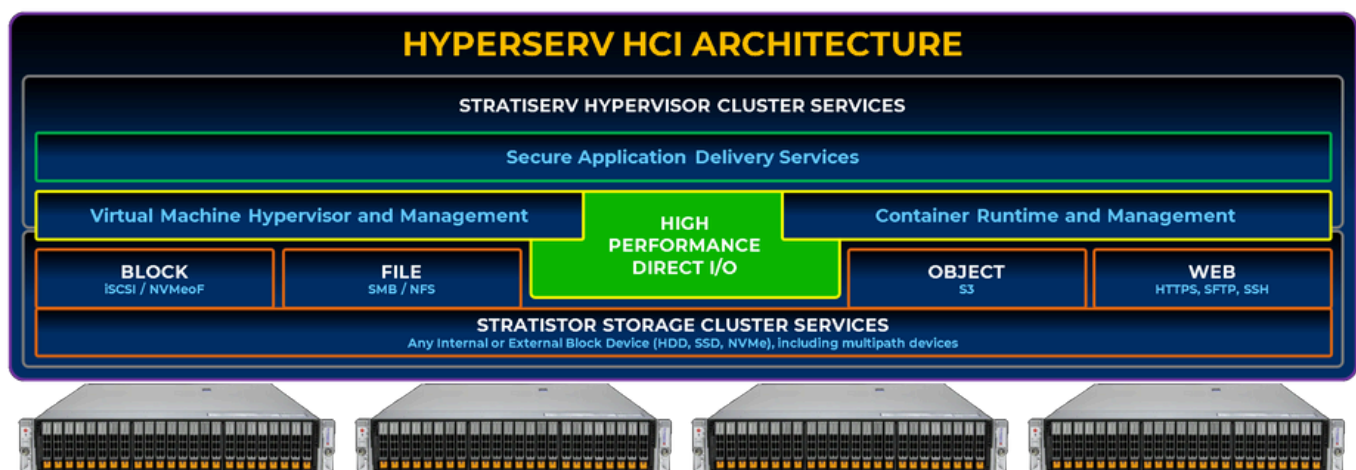 HYPERSERV HCI ARCHITECTURE
STRATISERV HYPERVISOR CLUSTER SERVICES
Secure Application Delivery Services
Virtual Machine Hypervisor and Management
HIGH
PERFORMANCE
DIRECT I/O
Container Runtime and Management
BLOCK
iSCSI / NVMeoF
FILE
SMB / NFS
OBJECT
S3
WEB
HTTPS, SFTP, SSH
STRATISTOR STORAGE CLUSTER SERVICES
Any Internal or External Block Device (HDD, SSD, NVMe), including multipath devices